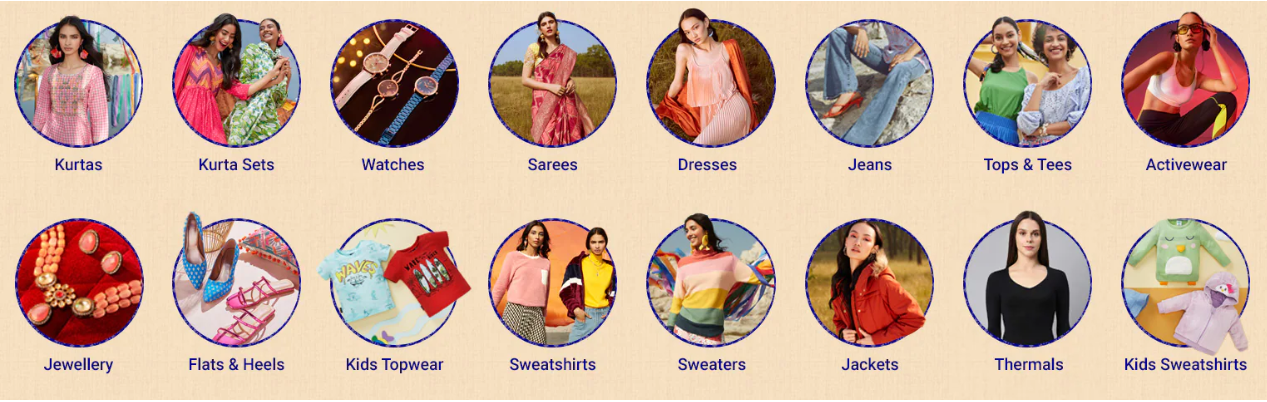 Kurtas
Kurta Sets
Watches
Sarees
Dresses
Jeans
Tops & Tees
Activewear
Jewellery
Flats & Heels
Kids Topwear
Sweatshirts
Sweaters
Jackets
Thermals
Kids Sweatshirts
WAVES